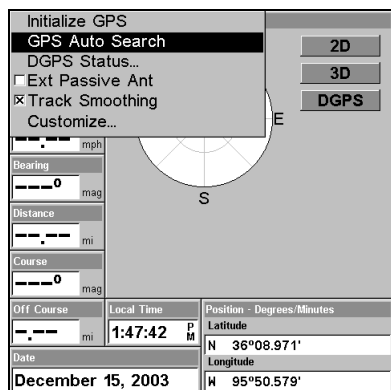 Initialize GPS
GPS Auto Search
DGPS Status...
Ext Passive Ant
Track Smoothing
Customize...
2D
3D
DGPS
E
S
--.-- mph
Bearing
---° mag
Distance
--.-- mi
Course
---° mag
Off Course
-.-- mi
Local Time
1:47:42 PM
Date
December 15, 2003
Position - Degrees/Minutes
Latitude
N 36°08.971'
Longitude
W 95°50.579'